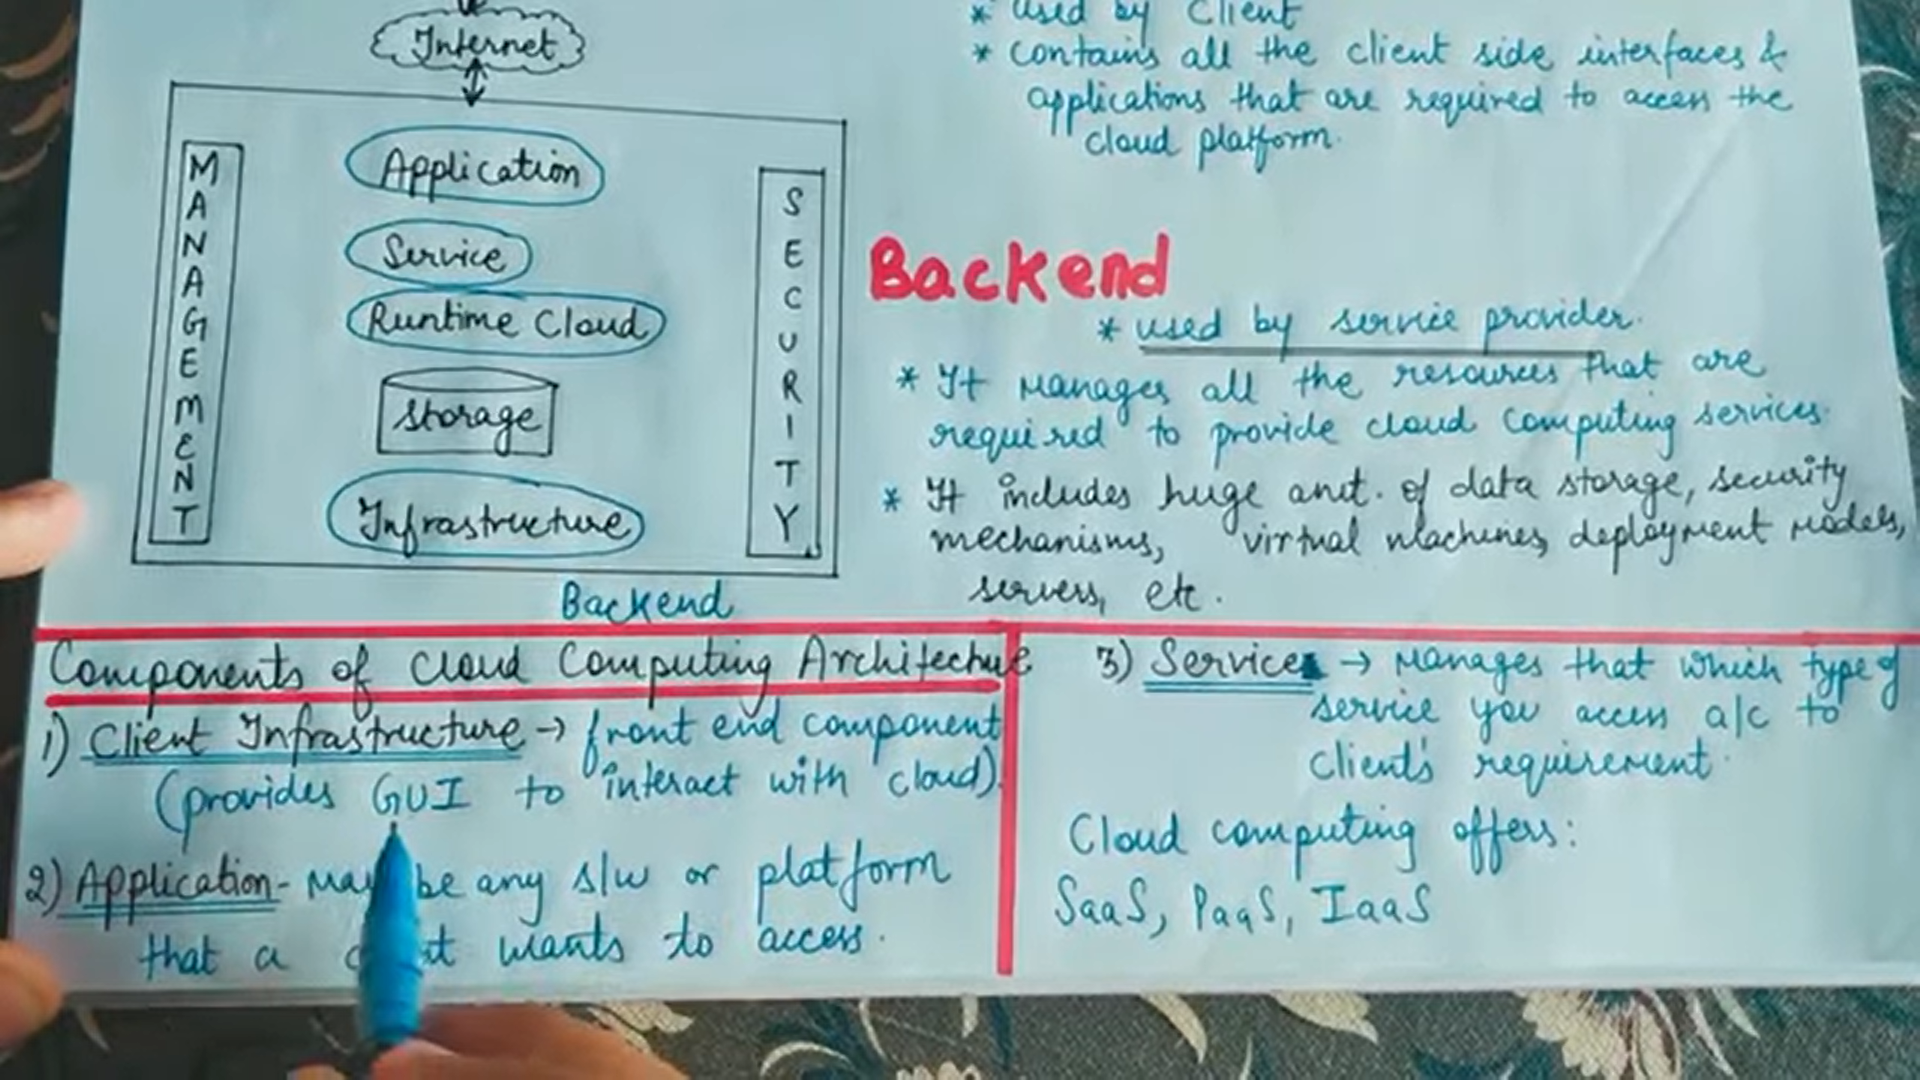 Internet
MANAGEMENT
Application
Service
Runtime Cloud
Storage
Infrastructure
SECURITY
Backend
* used by Client
* contains all the client side interfaces &
applications that are required to access the
cloud platform.
Backend
* used by service provider.
* It manages all the resources that are
required to provide cloud computing services.
* It includes huge amt. of data storage, security
mechanisms, virtual machines, deployment models,
servers, etc.
Components of Cloud Computing Architecture
1) Client Infrastructure → front end component
(provides GUI to interact with cloud).
2) Application - May be any s/w or platform
that a wants to access.
3) Service → Manages that which type of
service you access a/c to
client's requirement.
Cloud computing offers:
SaaS, PaaS, IaaS